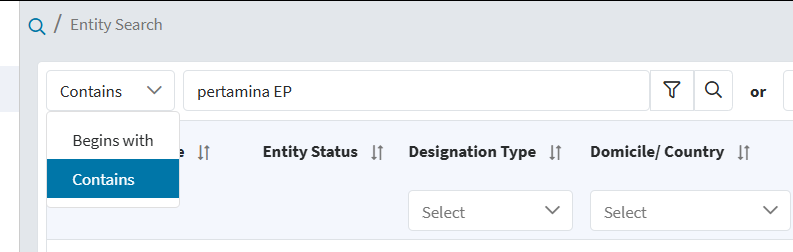 / Entity Search
Contains pertamina EP or
Begins with
Contains
e Entity Status Designation Type Domicile/ Country
Select Select